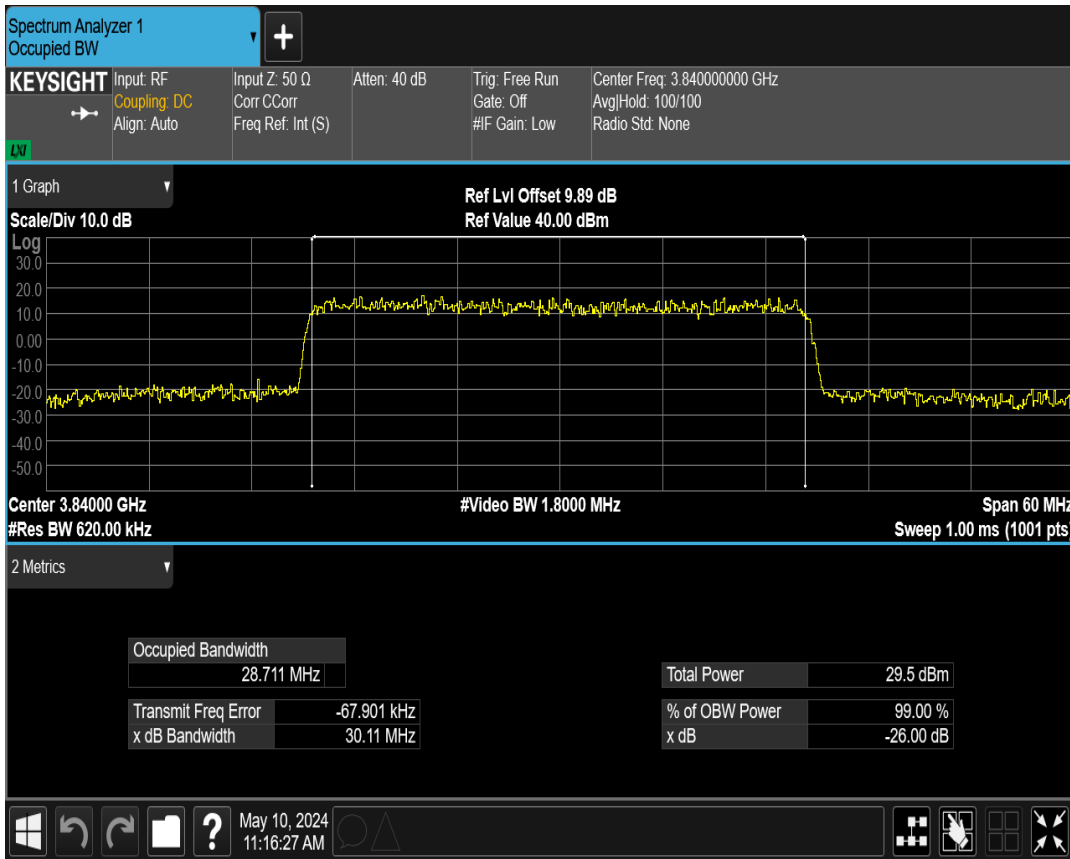 Spectrum Analyzer 1
Occupied BW
+
KEYSIGHT
LXI
Input: RF
Coupling: DC
Align: Auto
Input Z: 50 Ω
Corr CCorr
Freq Ref: Int (S)
Atten: 40 dB
Trig: Free Run
Gate: Off
#IF Gain: Low
Center Freq: 3.840000000 GHz
Avg|Hold: 100/100
Radio Std: None
1 Graph
Scale/Div 10.0 dB
Ref Lvl Offset 9.89 dB
Ref Value 40.00 dBm
Log
30.0
20.0
10.0
0.00
-10.0
-20.0
-30.0
-40.0
-50.0
Center 3.84000 GHz
#Video BW 1.8000 MHz
Span 60 MHz
#Res BW 620.00 kHz
Sweep 1.00 ms (1001 pts)
2 Metrics
Occupied Bandwidth
28.711 MHz
Total Power 29.5 dBm
Transmit Freq Error -67.901 kHz
% of OBW Power 99.00 %
x dB Bandwidth 30.11 MHz
x dB -26.00 dB
?
May 10, 2024
11:16:27 AM